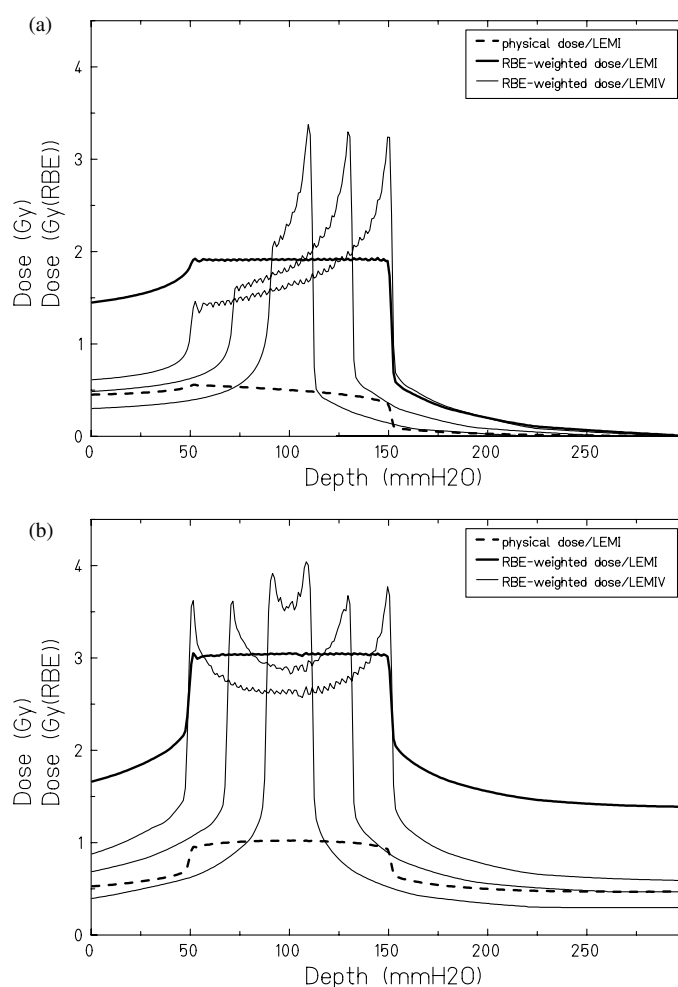 (a)
4
3
2
1
0
Dose (Gy)
Dose (Gy(RBE))
physical dose/LEMI
RBE-weighted dose/LEMI
RBE-weighted dose/LEMIV
0 50 100 150 200 250
Depth (mmH2O)
(b)
4
3
2
1
0
Dose (Gy)
Dose (Gy(RBE))
physical dose/LEMI
RBE-weighted dose/LEMI
RBE-weighted dose/LEMIV
0 50 100 150 200 250
Depth (mmH2O)